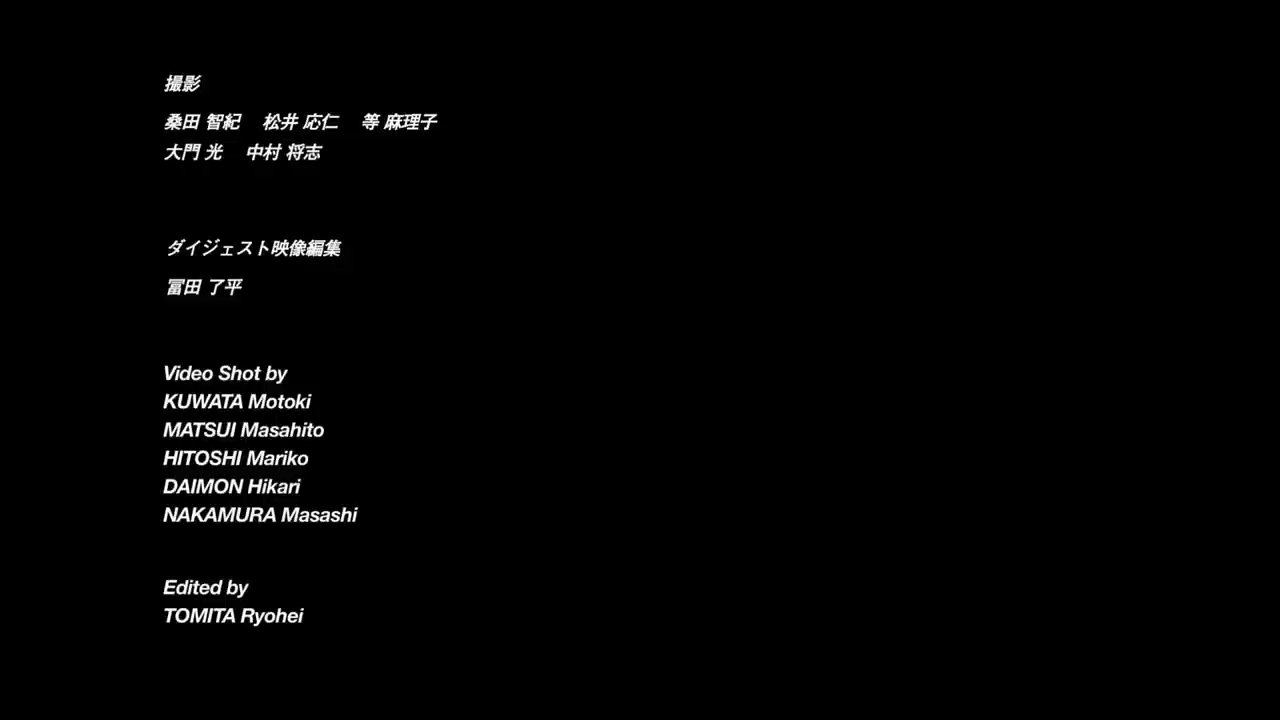 撮影
桑田 智紀　松井 応仁　等 麻理子
大門 光　中村 将志
ダイジェスト映像編集
冨田 了平
Video Shot by
KUWATA Motoki
MATSUI Masahito
HITOSHI Mariko
DAIMON Hikari
NAKAMURA Masashi
Edited by
TOMITA Ryohei